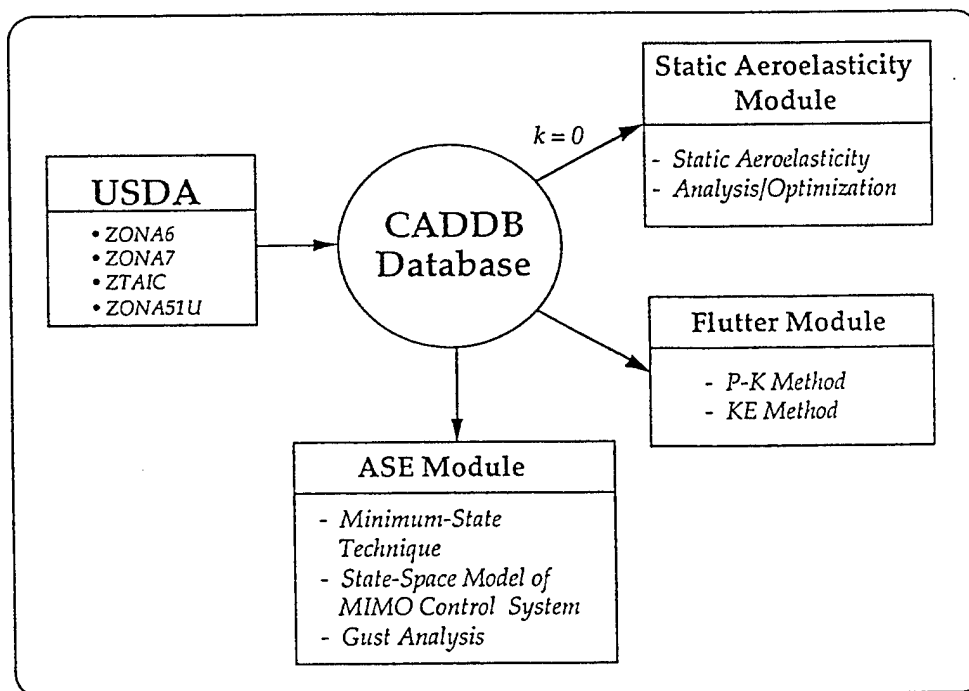 USDA
• ZONA6
• ZONA7
• ZTAIC
• ZONA51U
CADDB
Database
k = 0
Static Aeroelasticity
Module
- Static Aeroelasticity
- Analysis/Optimization
Flutter Module
- P-K Method
- KE Method
ASE Module
- Minimum-State
Technique
- State-Space Model of
MIMO Control System
- Gust Analysis